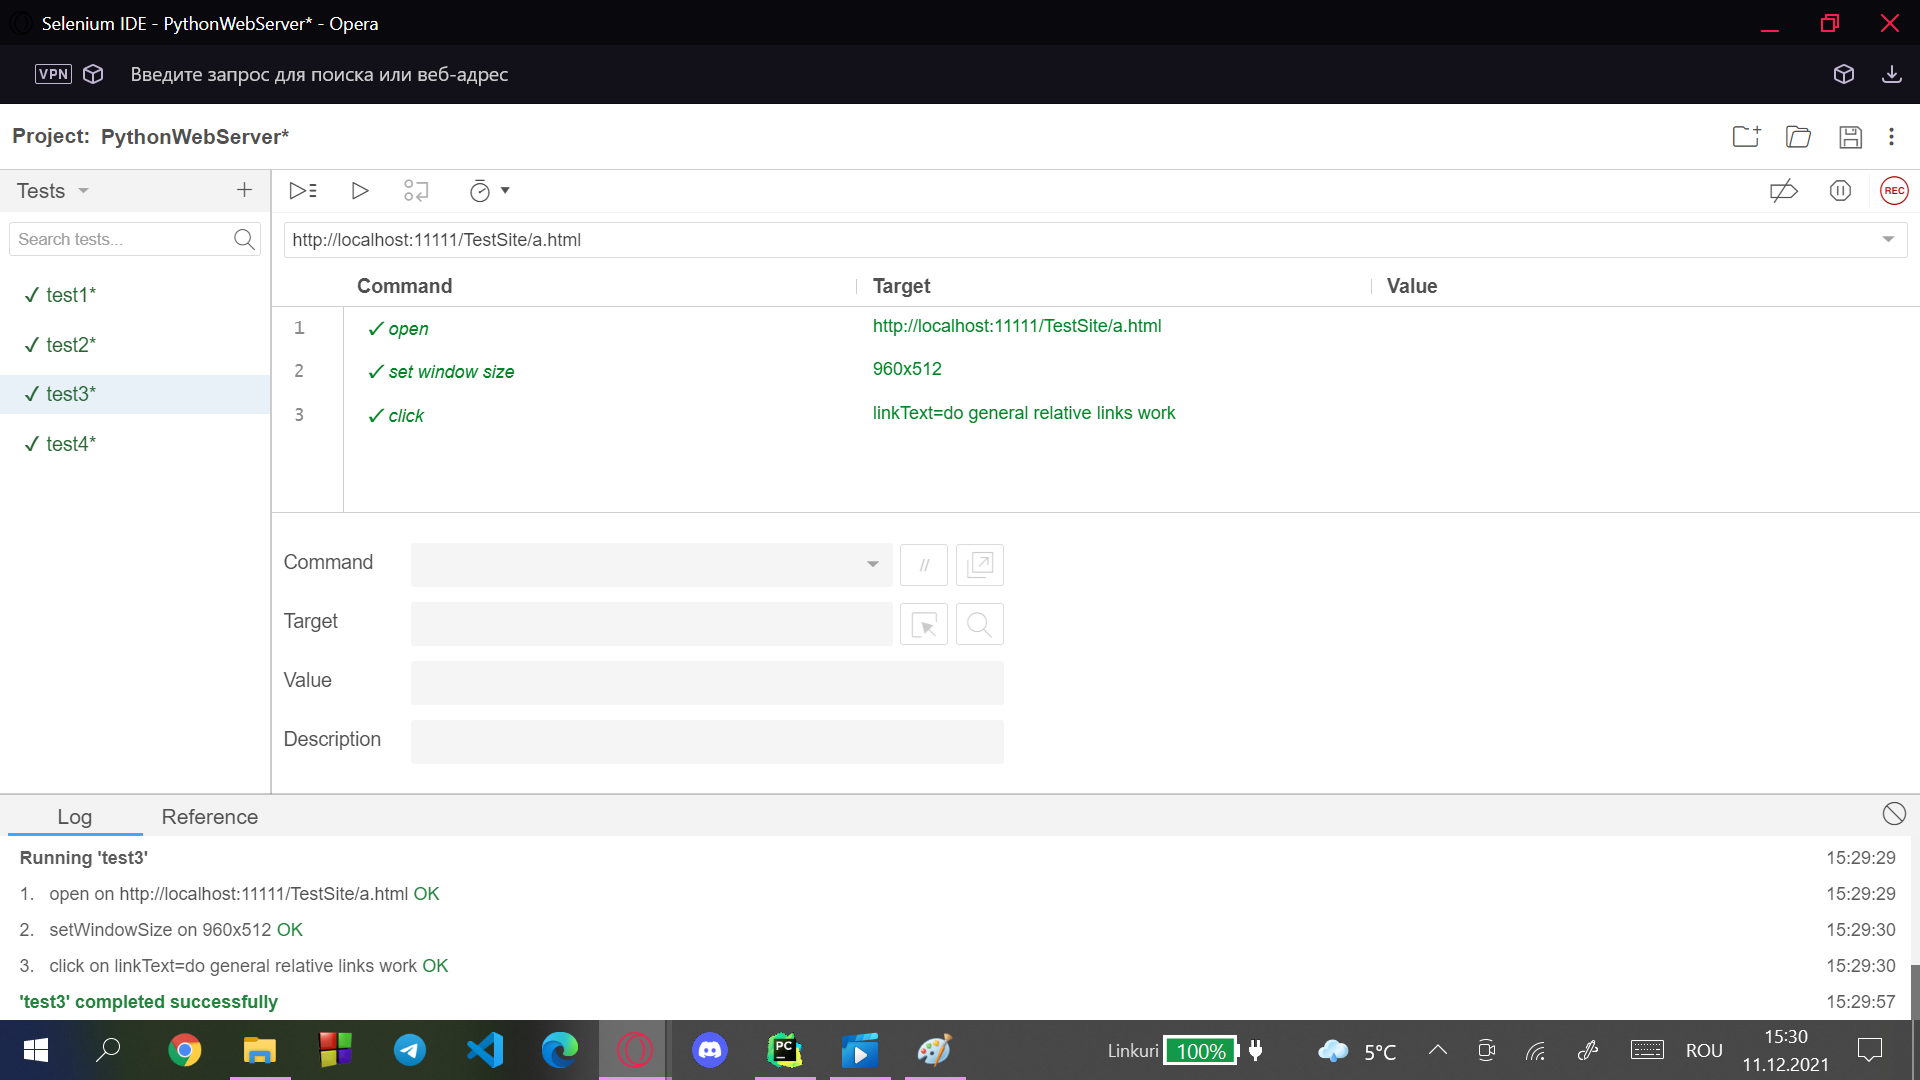 Selenium IDE - PythonWebServer* - Opera
VPN Введите запрос для поиска или веб-адрес
Project: PythonWebServer*
Tests
Search tests...
✓ test1*
✓ test2*
✓ test3*
✓ test4*
REC
http://localhost:11111/TestSite/a.html
Command Target Value
1 ✓ open http://localhost:11111/TestSite/a.html
2 ✓ set window size 960x512
3 ✓ click linkText=do general relative links work
Command //
Target
Value
Description
Log Reference
Running 'test3' 15:29:29
1. open on http://localhost:11111/TestSite/a.html OK 15:29:29
2. setWindowSize on 960x512 OK 15:29:30
3. click on linkText=do general relative links work OK 15:29:30
'test3' completed successfully 15:29:57
PC Linkuri 100% 5°C ROU 15:30
11.12.2021